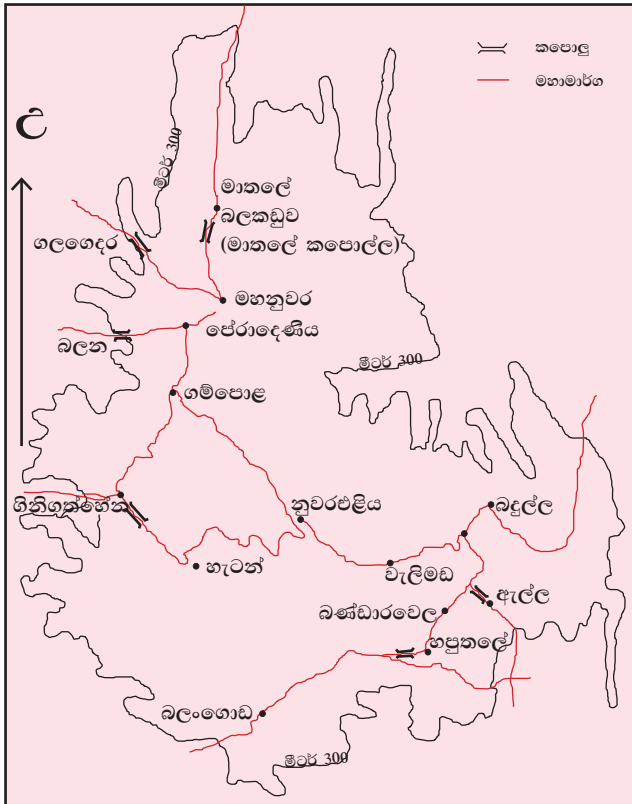 කපොලු
මහාමාර්ග
උ
මීටර් 300
මාතලේ
බලකඩුව
(මාතලේ කපොල්ල)
ගලගෙදර
මහනුවර
පේරාදෙණිය
බලන
මීටර් 300
ගම්පොළ
ගිනිගත්හේන
නුවරඑළිය
බදුල්ල
හැටන්
වැලිමඩ
ඇල්ල
බණ්ඩාරවෙල
හපුතලේ
බලංගොඩ
මීටර් 300